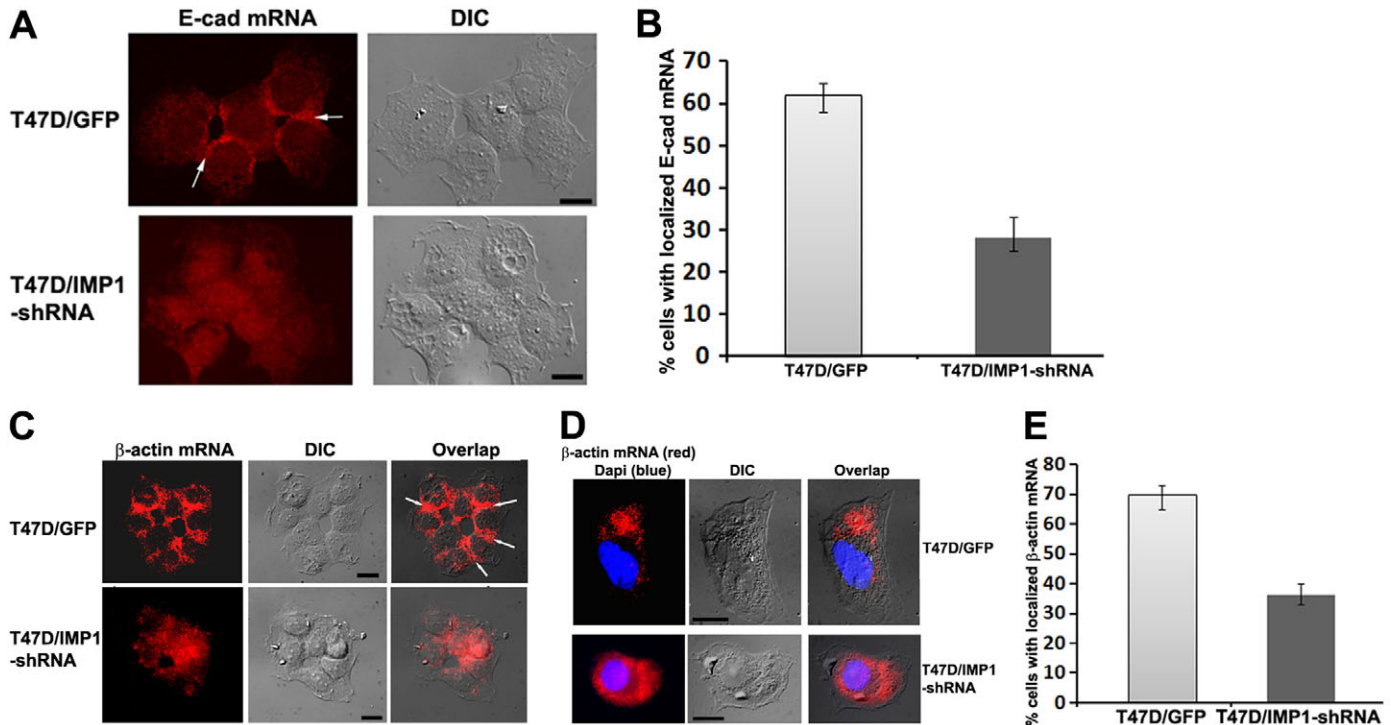 A
E-cad mRNA
DIC
T47D/GFP
T47D/IMP1
-shRNA
B
% cells with localized E-cad mRNA
70
60
50
40
30
20
10
0
T47D/GFP
T47D/IMP1-shRNA
C
β-actin mRNA
DIC
Overlap
T47D/GFP
T47D/IMP1
-shRNA
D
β-actin mRNA (red)
Dapi (blue)
DIC
Overlap
T47D/GFP
T47D/IMP1
-shRNA
E
% cells with localized β-actin mRNA
80
70
60
50
40
30
20
10
0
T47D/GFP
T47D/IMP1-shRNA